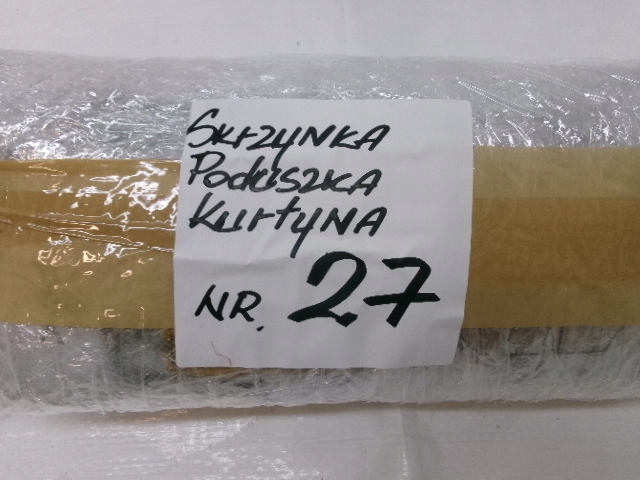 Skrzynka
Poduszka
Kurtyna
NR. 27